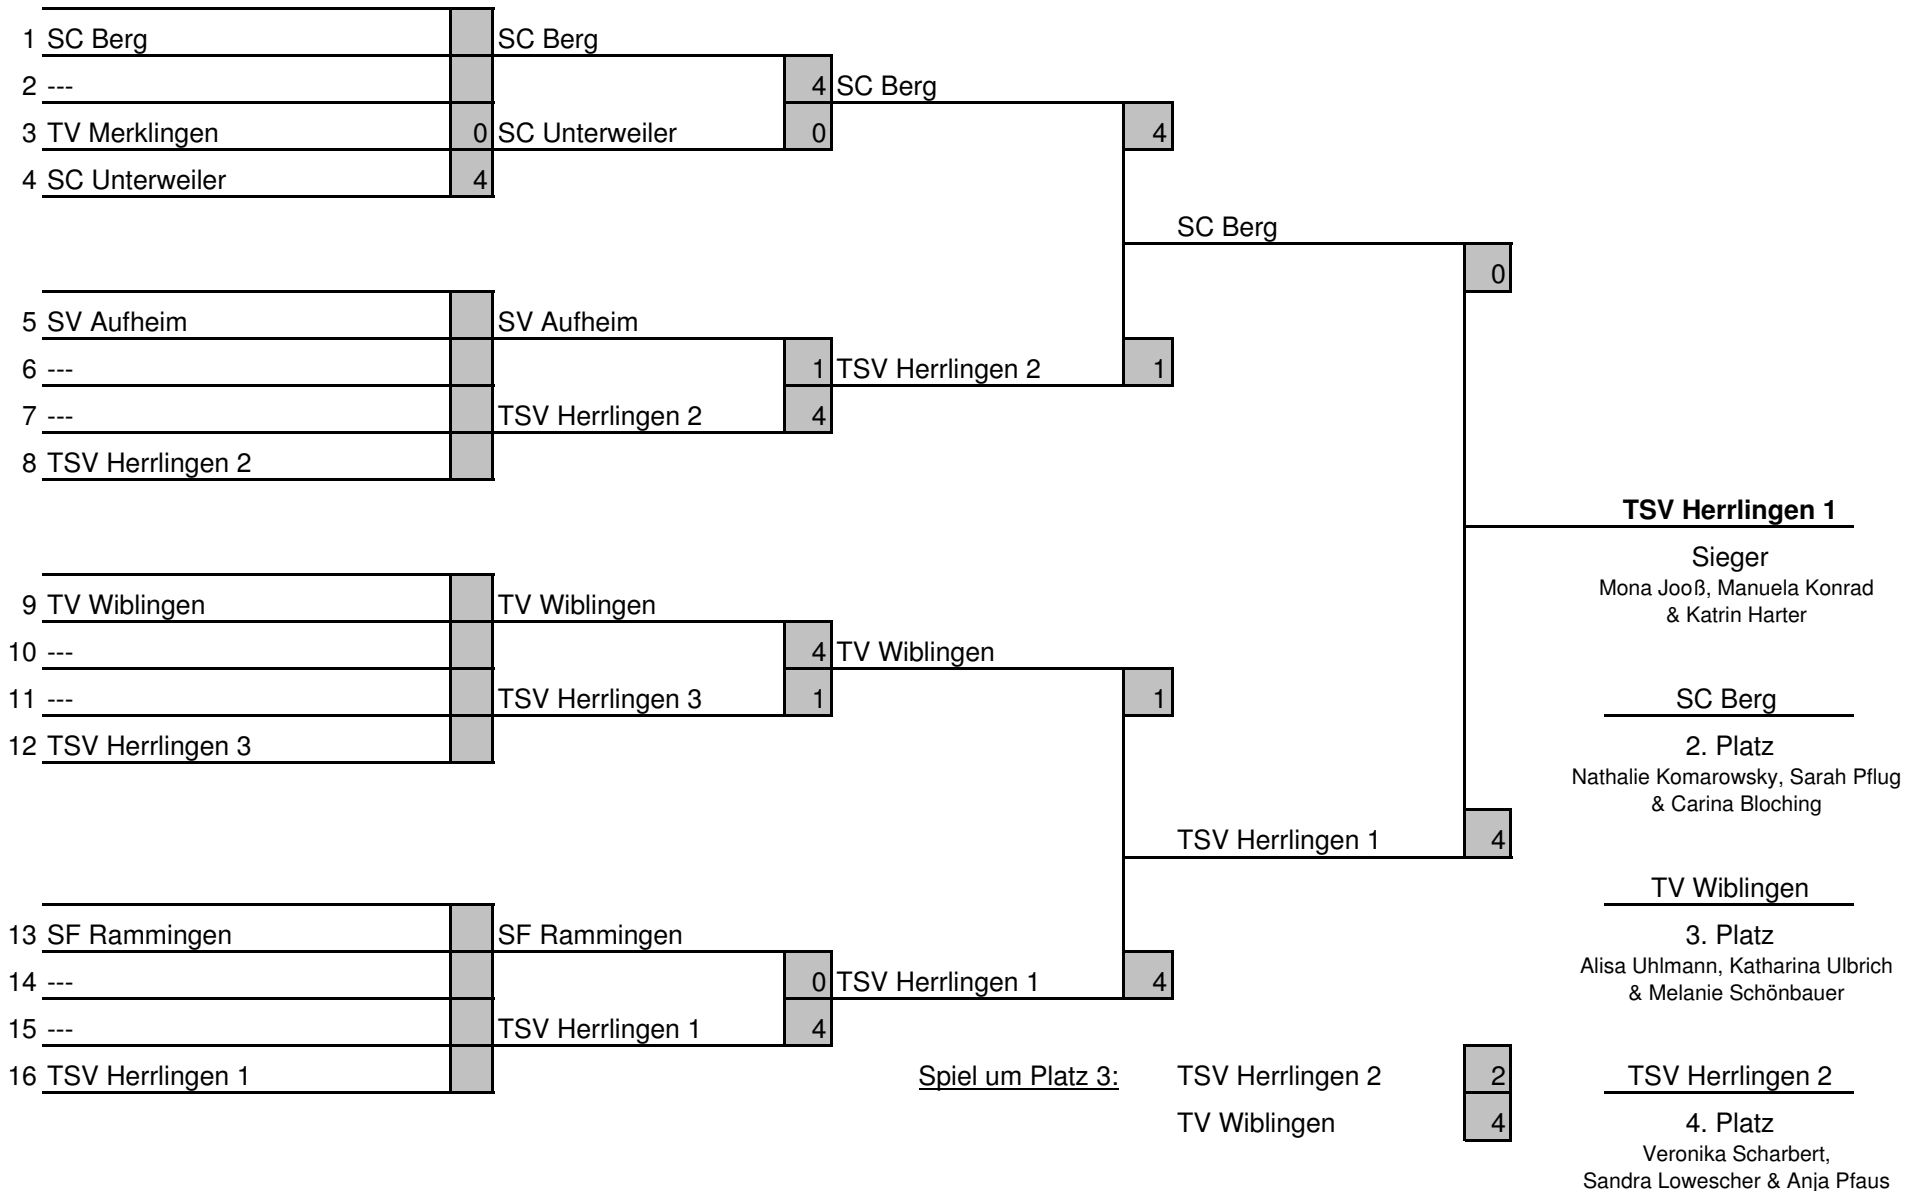 1 SC Berg SC Berg
2 --- 4 SC Berg
3 TV Merklingen 0 SC Unterweiler 0 4
4 SC Unterweiler 4
SC Berg
0
5 SV Aufheim SV Aufheim
6 --- 1 TSV Herrlingen 2 1
7 --- TSV Herrlingen 2 4
8 TSV Herrlingen 2
TSV Herrlingen 1
Sieger
Mona Jooß, Manuela Konrad
& Katrin Harter
9 TV Wiblingen TV Wiblingen
10 --- 4 TV Wiblingen
11 --- TSV Herrlingen 3 1 1
12 TSV Herrlingen 3
SC Berg
2. Platz
Nathalie Komarowsky, Sarah Pflug
& Carina Bloching
TSV Herrlingen 1 4
TV Wiblingen
3. Platz
Alisa Uhlmann, Katharina Ulbrich
& Melanie Schönbauer
13 SF Rammingen SF Rammingen
14 --- 0 TSV Herrlingen 1 4
15 --- TSV Herrlingen 1 4
16 TSV Herrlingen 1
Spiel um Platz 3: TSV Herrlingen 2 2
TV Wiblingen 4
TSV Herrlingen 2
4. Platz
Veronika Scharbert,
Sandra Lowescher & Anja Pfaus